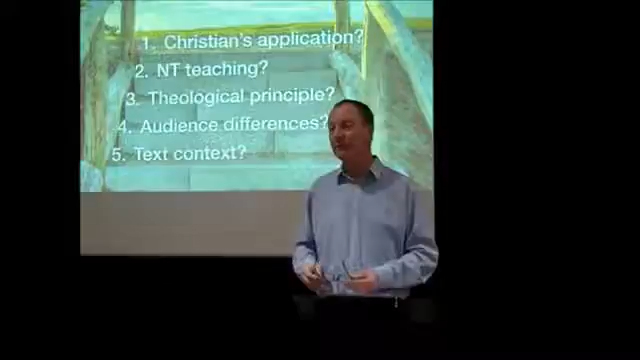 1. Christian's application?
2. NT teaching?
3. Theological principle?
4. Audience differences?
5. Text context?